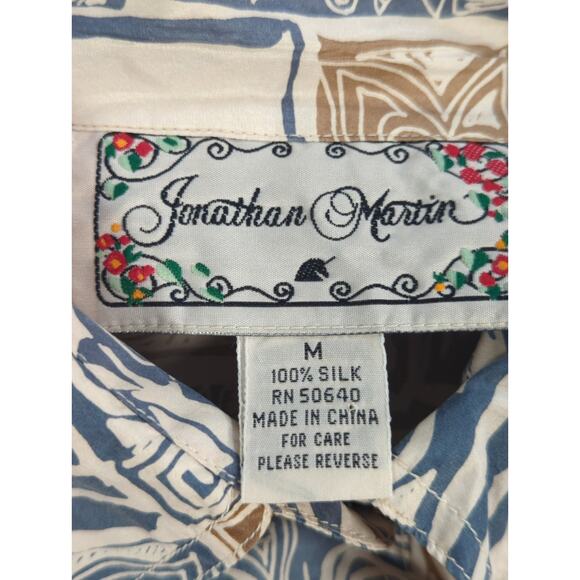 Jonathan Martin
M
100% SILK
RN 50640
MADE IN CHINA
FOR CARE
PLEASE REVERSE